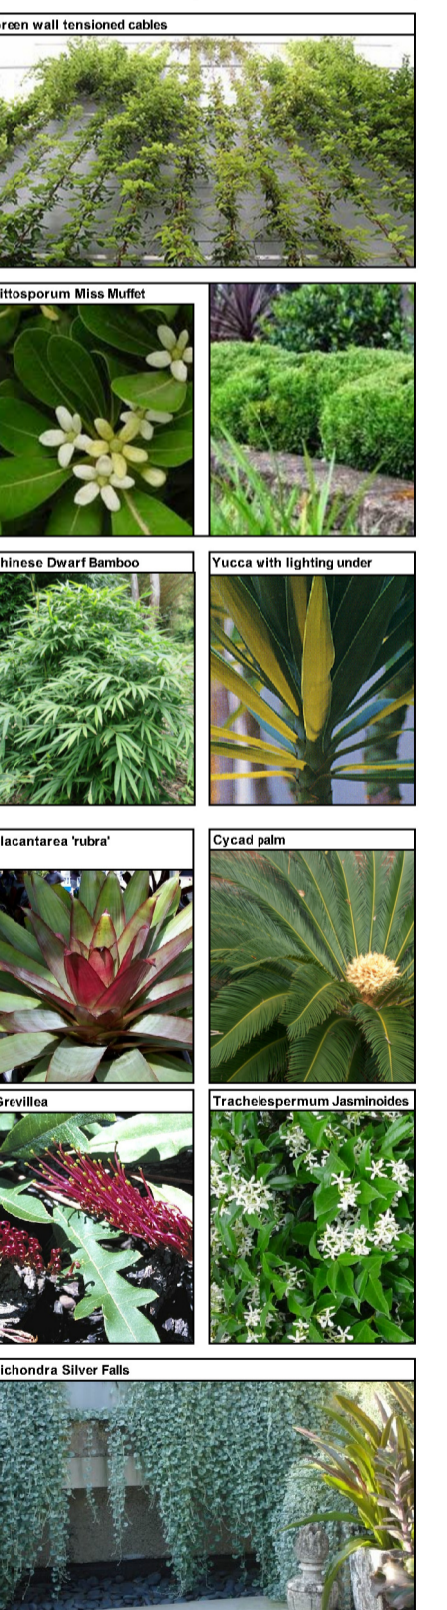 reen wall tensioned cables
ittosporum Miss Muffet
hinese Dwarf Bamboo
Yucca with lighting under
lacantarea 'rubra'
Cycad palm
Grevillea
Trachelespermum Jasminoides
ichondra Silver Falls